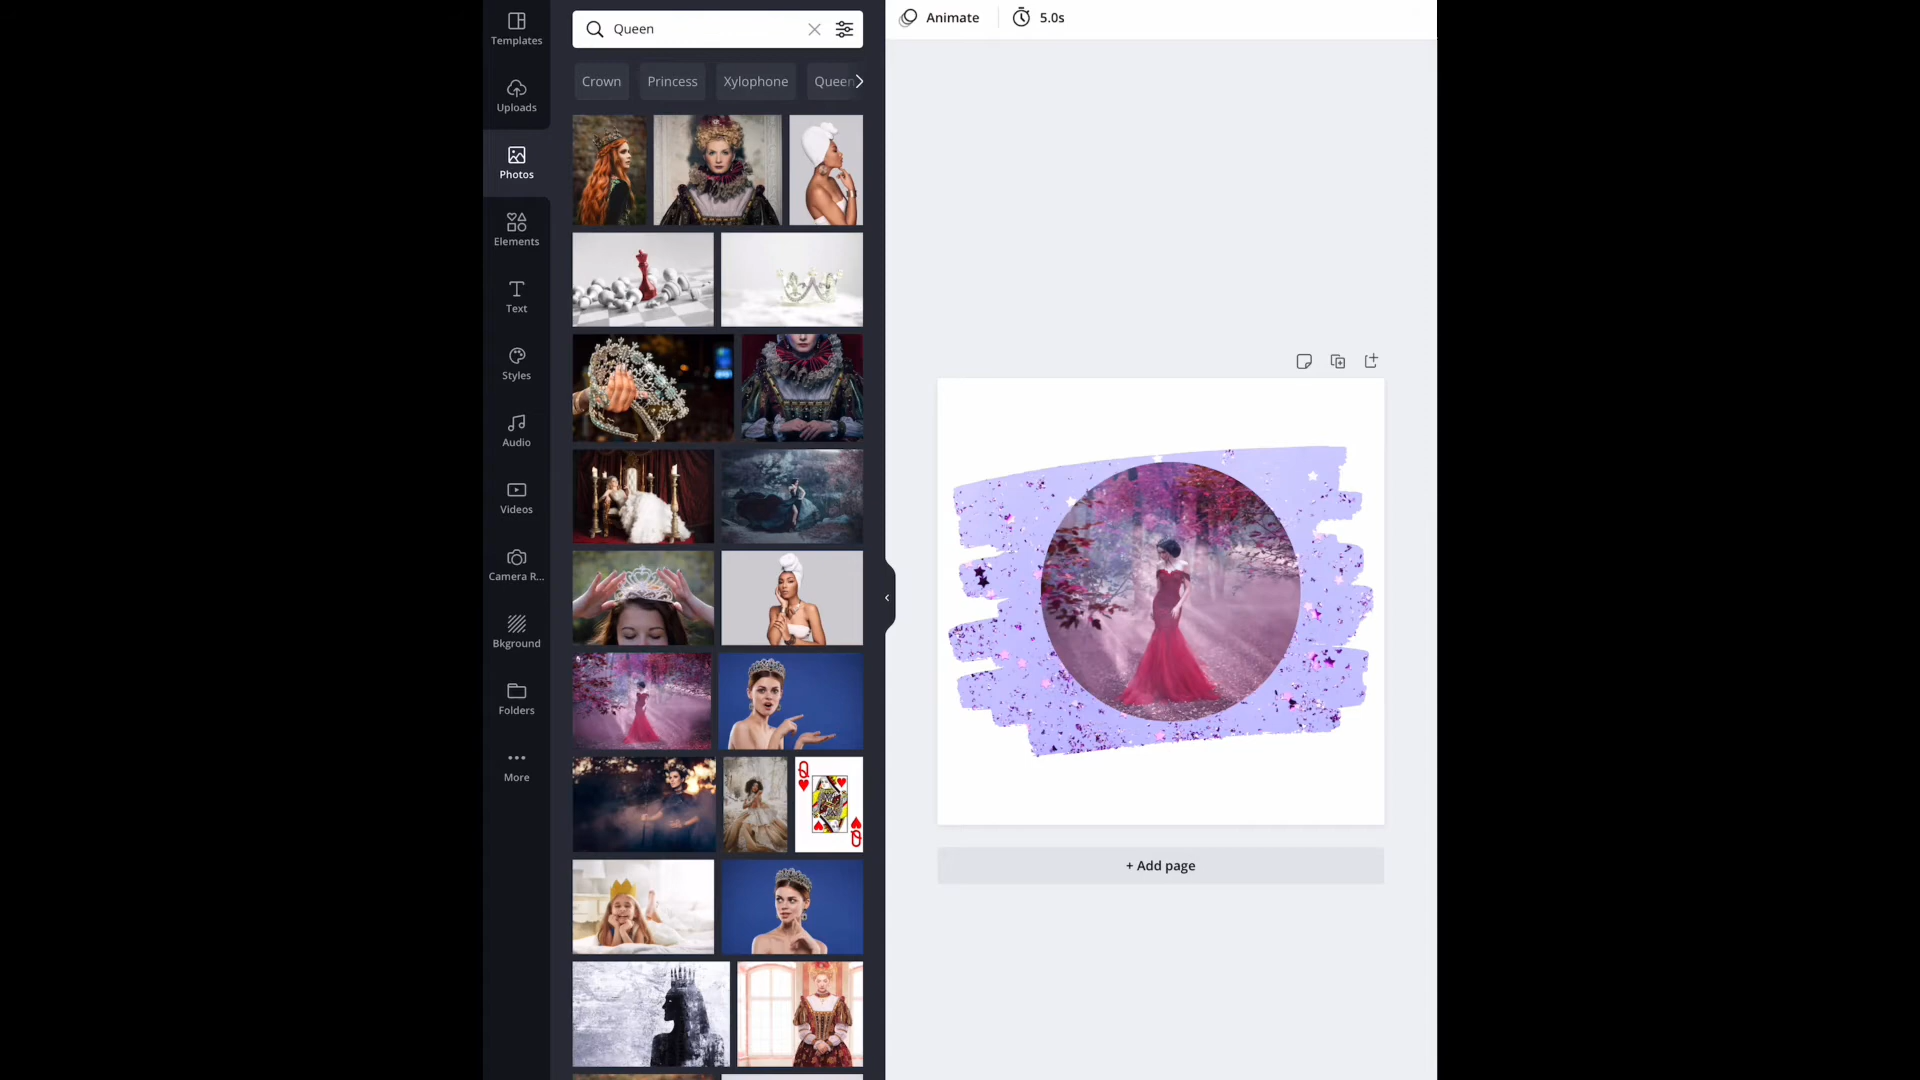 Templates
Uploads
Photos
Elements
Text
Styles
Audio
Videos
Camera R...
Bkground
Folders
More
Queen
Crown
Princess
Xylophone
Queen
Q
Q
Animate
5.0s
+ Add page